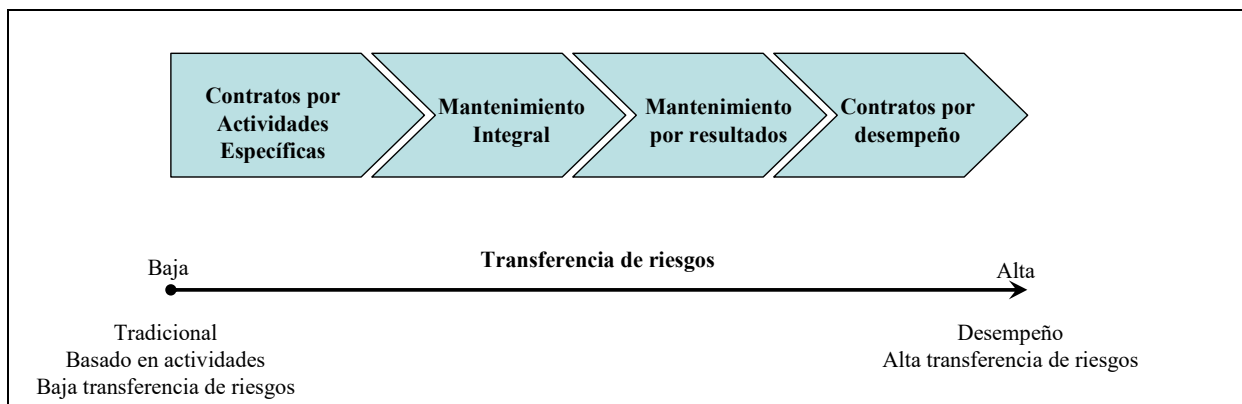 Contratos por
Actividades
Específicas
Mantenimiento
Integral
Mantenimiento
por resultados
Contratos por
desempeño
Transferencia de riesgos
Baja
Alta
Tradicional
Basado en actividades
Baja transferencia de riesgos
Desempeño
Alta transferencia de riesgos